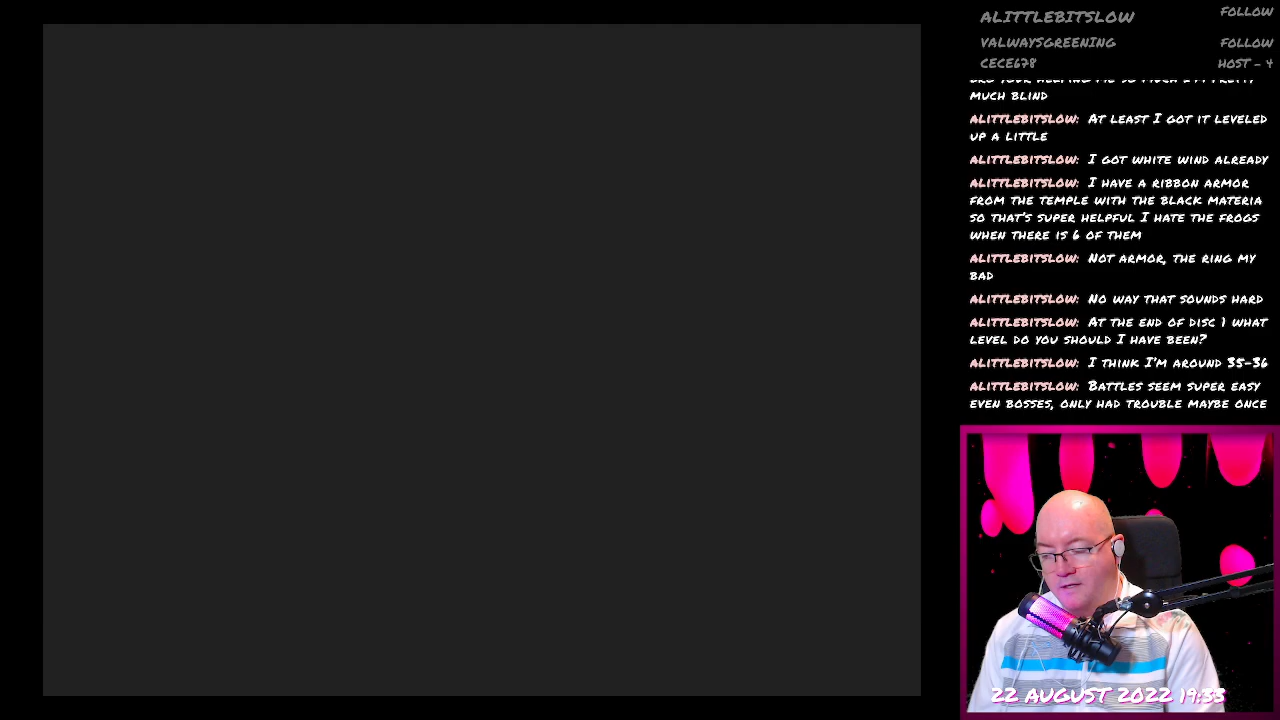 ALITTLEBITSLOW FOLLOW
VALWAYSGREENING FOLLOW
CECE678 HOST - 4
MUCH BLIND
ALITTLEBITSLOW: AT LEAST I GOT IT LEVELED
UP A LITTLE
ALITTLEBITSLOW: I GOT WHITE WIND ALREADY
ALITTLEBITSLOW: I HAVE A RIBBON ARMOR
FROM THE TEMPLE WITH THE BLACK MATERIA
SO THAT'S SUPER HELPFUL I HATE THE FROGS
WHEN THERE IS 6 OF THEM
ALITTLEBITSLOW: NOT ARMOR, THE RING MY
BAD
ALITTLEBITSLOW: NO WAY THAT SOUNDS HARD
ALITTLEBITSLOW: AT THE END OF DISC 1 WHAT
LEVEL DO YOU SHOULD I HAVE BEEN?
ALITTLEBITSLOW: I THINK I'M AROUND 35-36
ALITTLEBITSLOW: BATTLES SEEM SUPER EASY
EVEN BOSSES, ONLY HAD TROUBLE MAYBE ONCE
22 AUGUST 2022 19:33